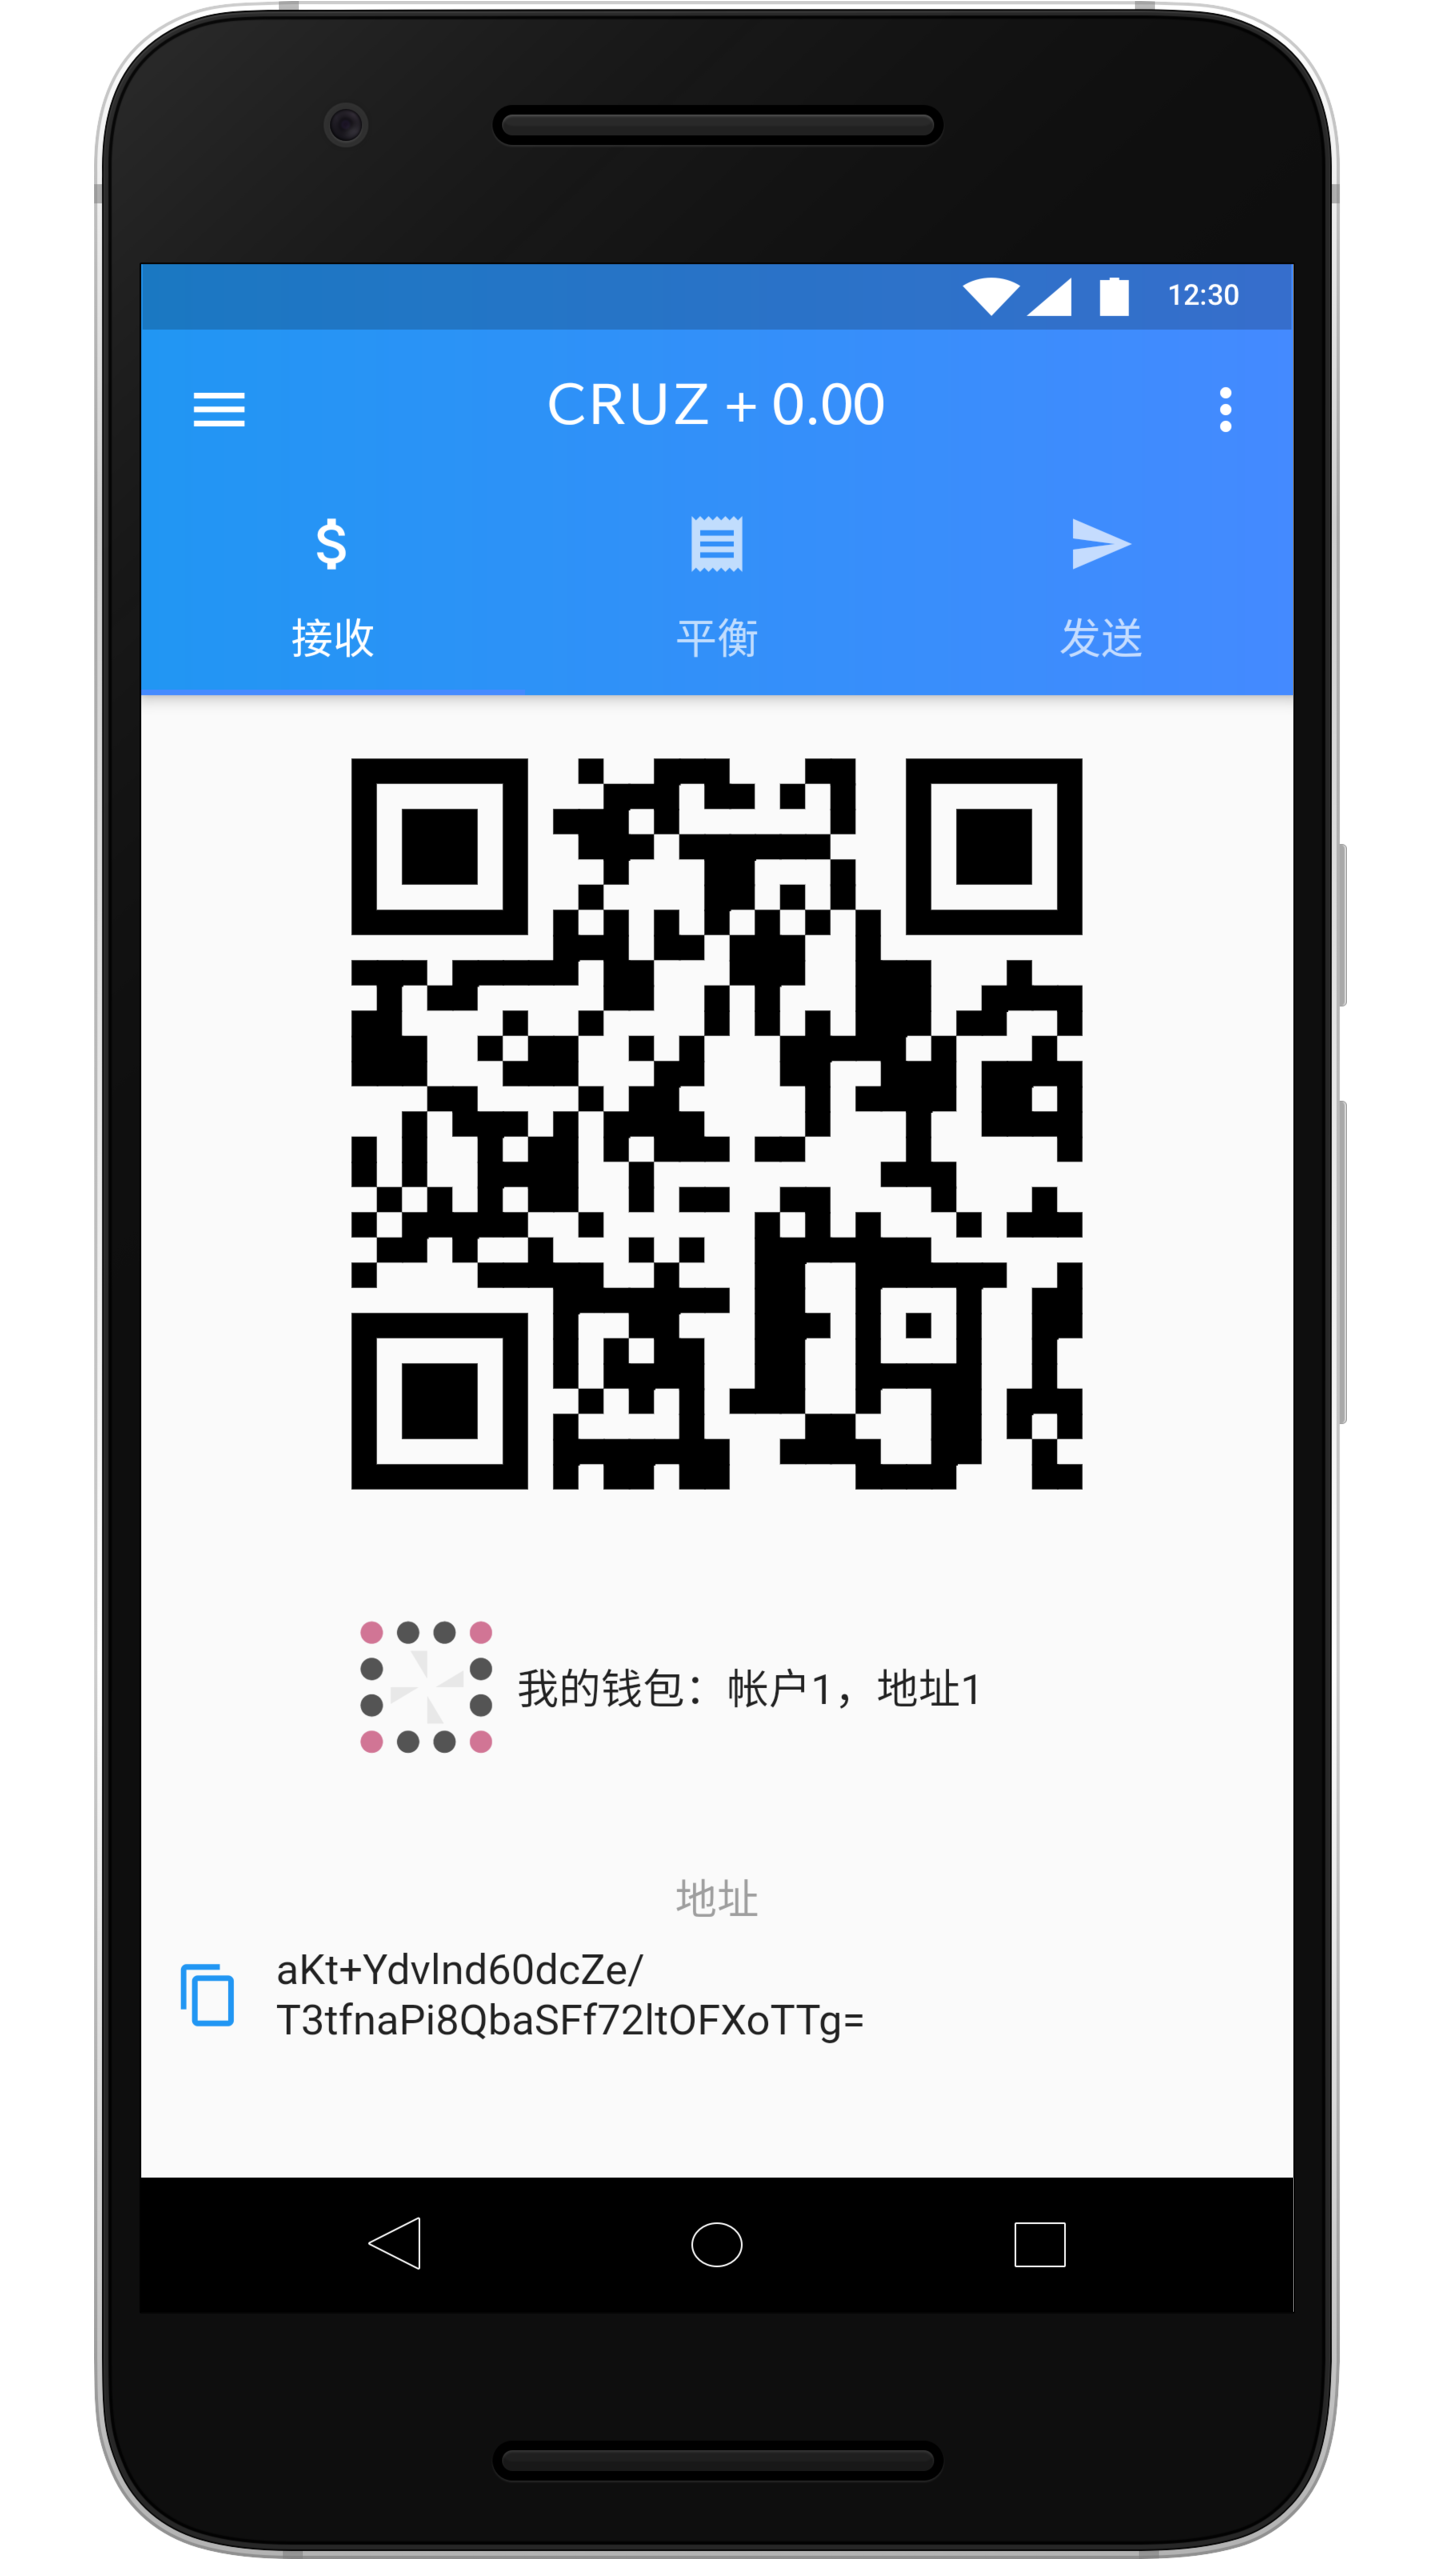 12:30
CRUZ + 0.00
接收
平衡
发送
我的钱包：帐户1，地址1
地址
aKt+Ydvlnd60dcZe/
T3tfnaPi8QbaSFf72ltOFXoTTg=